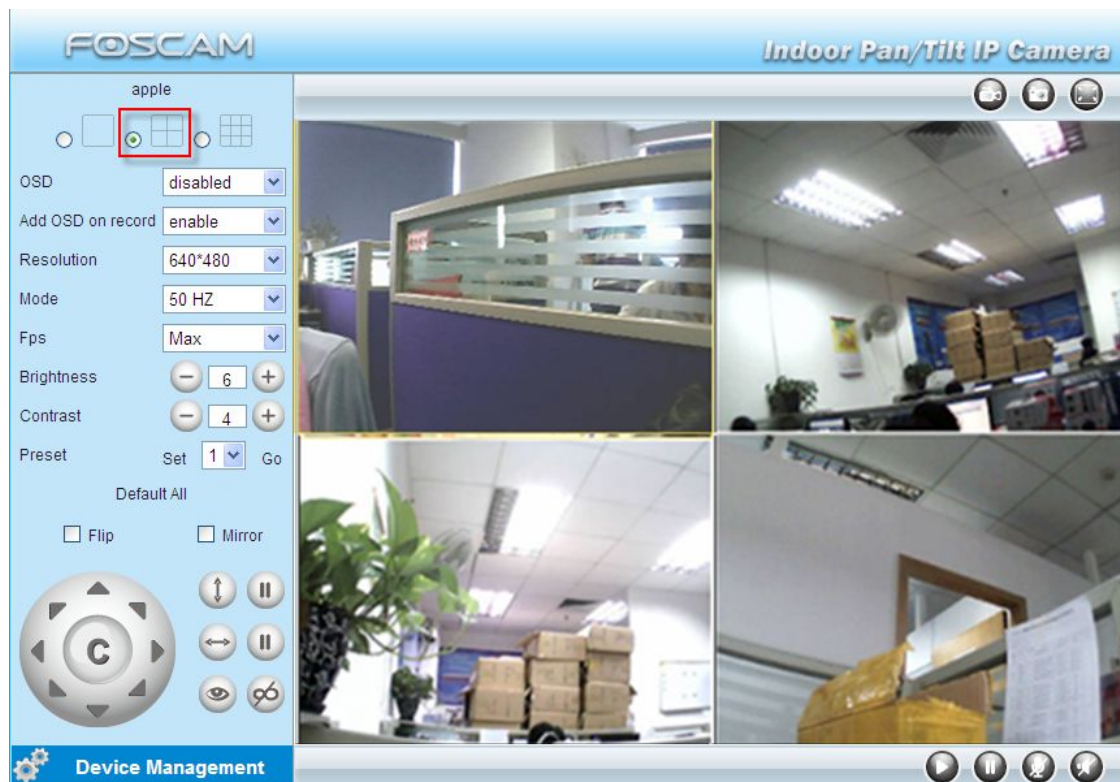 FOSCAM
Indoor Pan/Tilt IP Camera
apple
OSD disabled
Add OSD on record enable
Resolution 640*480
Mode 50 HZ
Fps Max
Brightness 6
Contrast 4
Preset Set 1 Go
Default All
Flip Mirror
C
Device Management